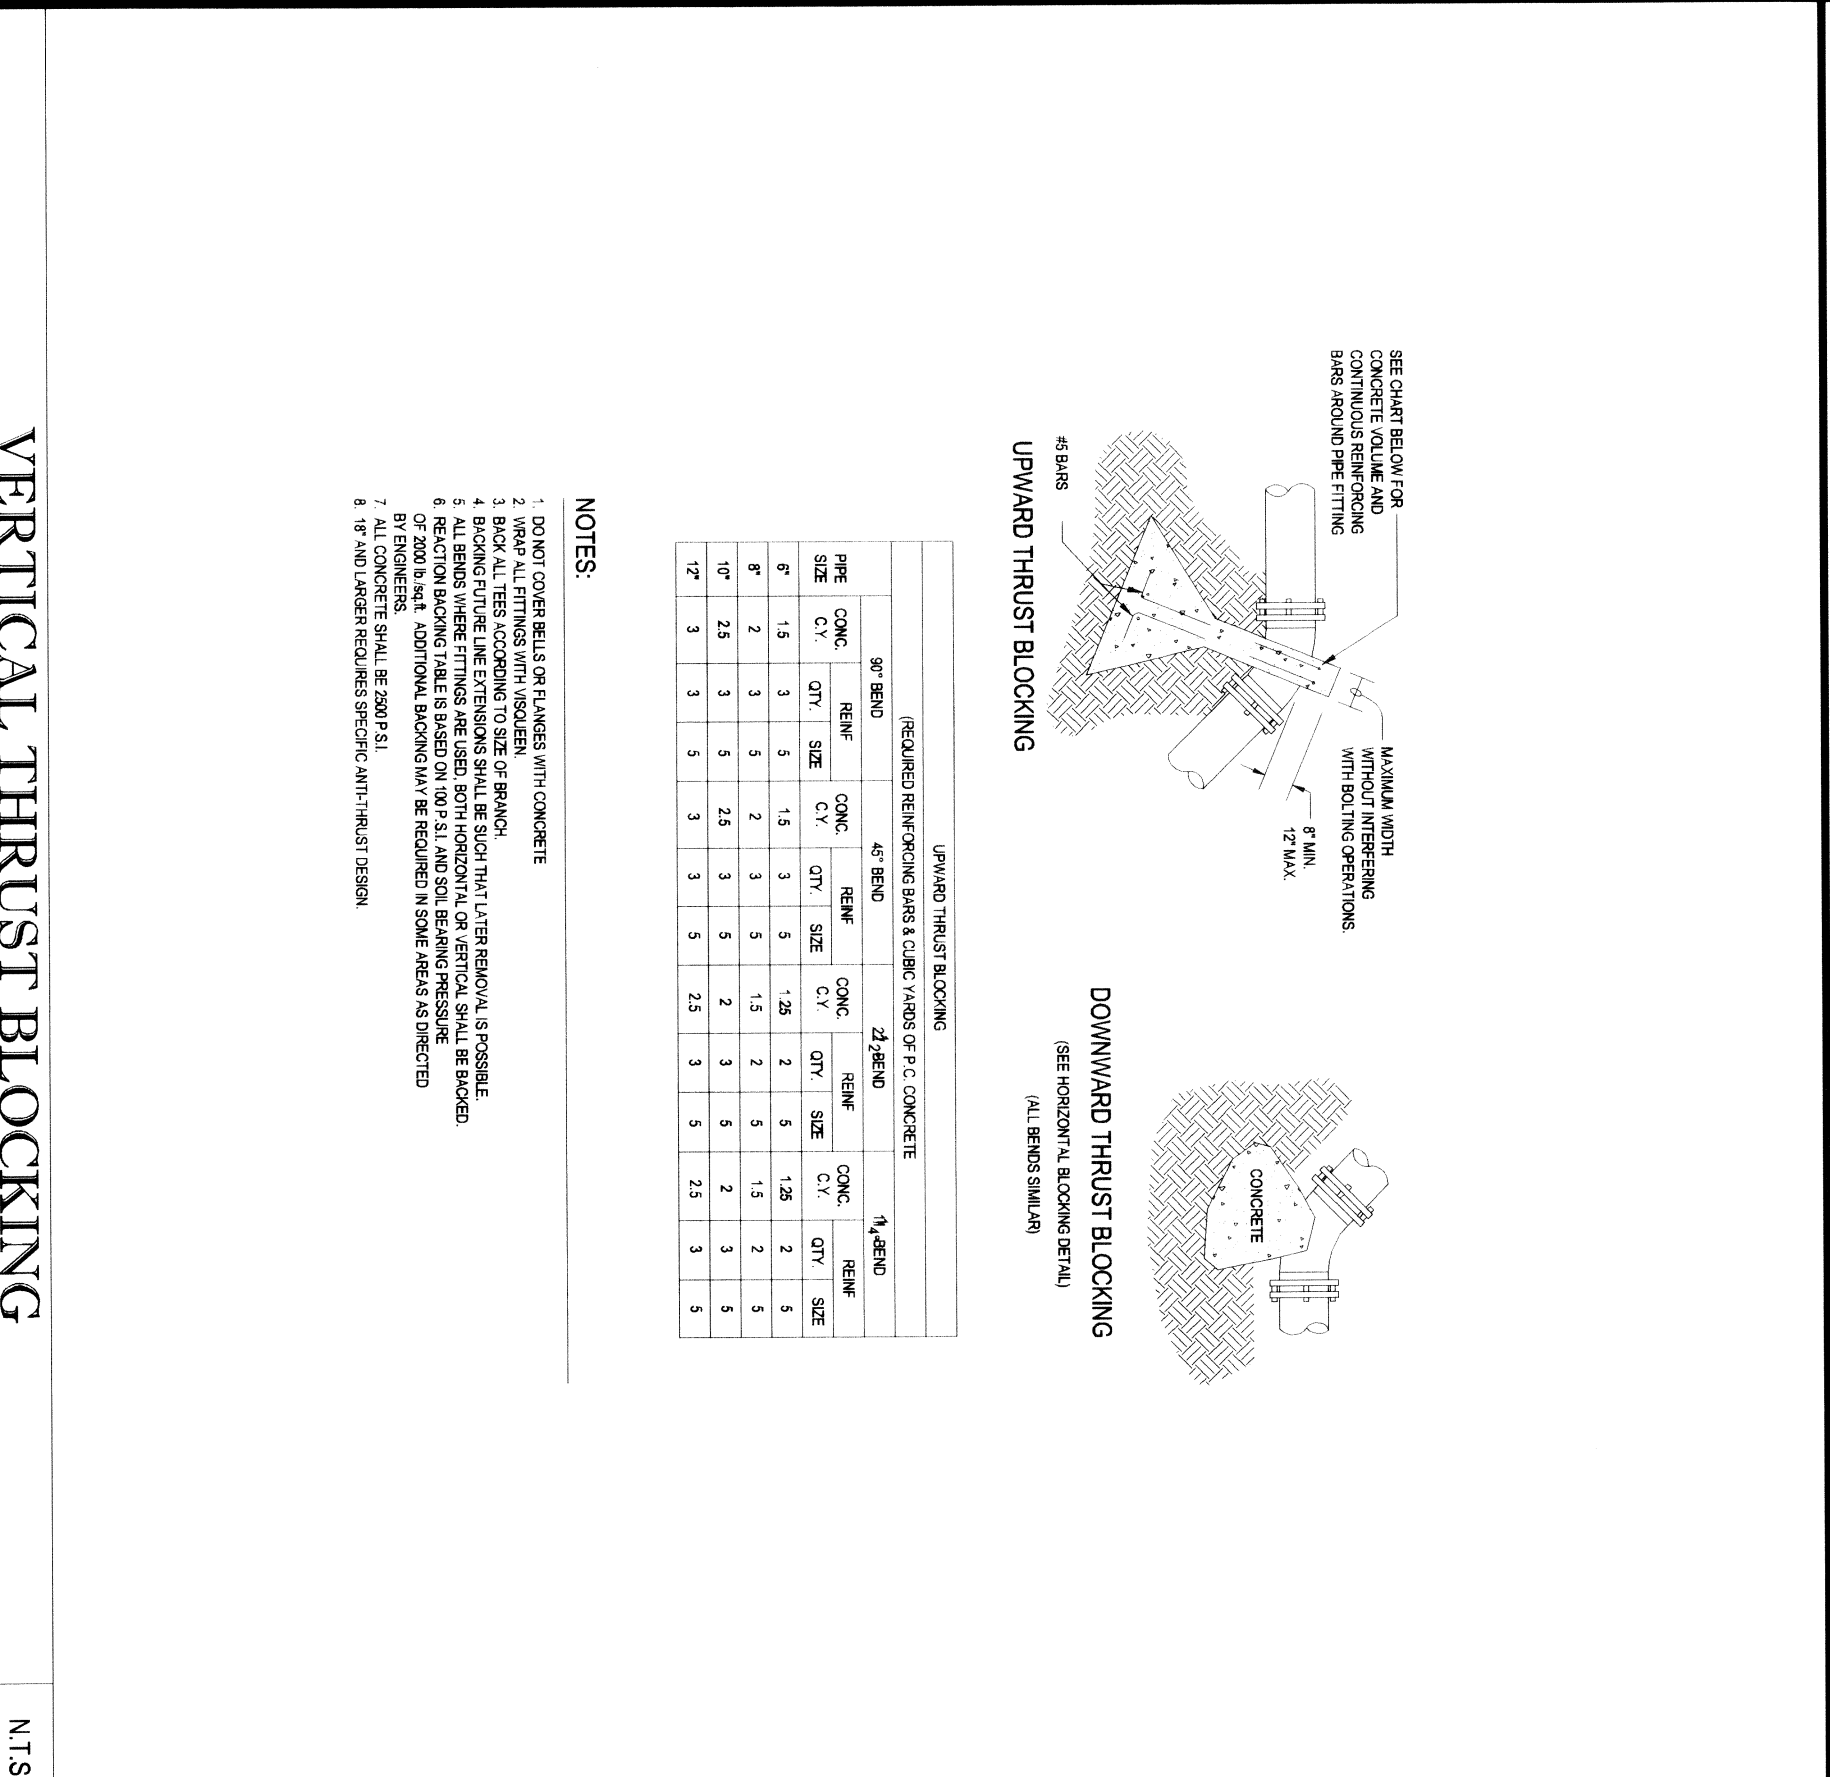 SEE CHART BELOW FOR
CONCRETE VOLUME AND
CONTINUOUS REINFORCING
BARS AROUND PIPE FITTING
MAXIMUM WIDTH
WITHOUT INTERFERING
WITH BOLTING OPERATIONS.
8" MIN.
12" MAX.
#5 BARS
UPWARD THRUST BLOCKING
CONCRETE
DOWNWARD THRUST BLOCKING
(SEE HORIZONTAL BLOCKING DETAIL)
(ALL BENDS SIMILAR)
UPWARD THRUST BLOCKING
(REQUIRED REINFORCING BARS & CUBIC YARDS OF P.C. CONCRETE
90° BEND 45° BEND 22 1/2° BEND 11 1/4° BEND
PIPE CONC. REINF CONC. REINF CONC. REINF CONC. REINF
SIZE C.Y. QTY. SIZE C.Y. QTY. SIZE C.Y. QTY. SIZE C.Y. QTY. SIZE
6" 1.5 3 5 1.5 3 5 1.25 2 5 1.25 2 5
8" 2 3 5 2 3 5 1.5 2 5 1.5 2 5
10" 2.5 3 5 2.5 3 5 2 3 5 2 3 5
12" 3 3 5 3 3 5 2.5 3 5 2.5 3 5
NOTES:
1. DO NOT COVER BELLS OR FLANGES WITH CONCRETE
2. WRAP ALL FITTINGS WITH VISQUEEN.
3. BACK ALL TEES ACCORDING TO SIZE OF BRANCH.
4. BACKING FUTURE LINE EXTENSIONS SHALL BE SUCH THAT LATER REMOVAL IS POSSIBLE.
5. ALL BENDS WHERE FITTINGS ARE USED, BOTH HORIZONTAL OR VERTICAL SHALL BE BACKED.
6. REACTION BACKING TABLE IS BASED ON 100 P.S.I. AND SOIL BEARING PRESSURE
OF 2000 lb./sq.ft. ADDITIONAL BACKING MAY BE REQUIRED IN SOME AREAS AS DIRECTED
BY ENGINEERS.
7. ALL CONCRETE SHALL BE 2500 P.S.I.
8. 18" AND LARGER REQUIRES SPECIFIC ANTI-THRUST DESIGN.
VERTICAL THRUST BLOCKING
N.T.S